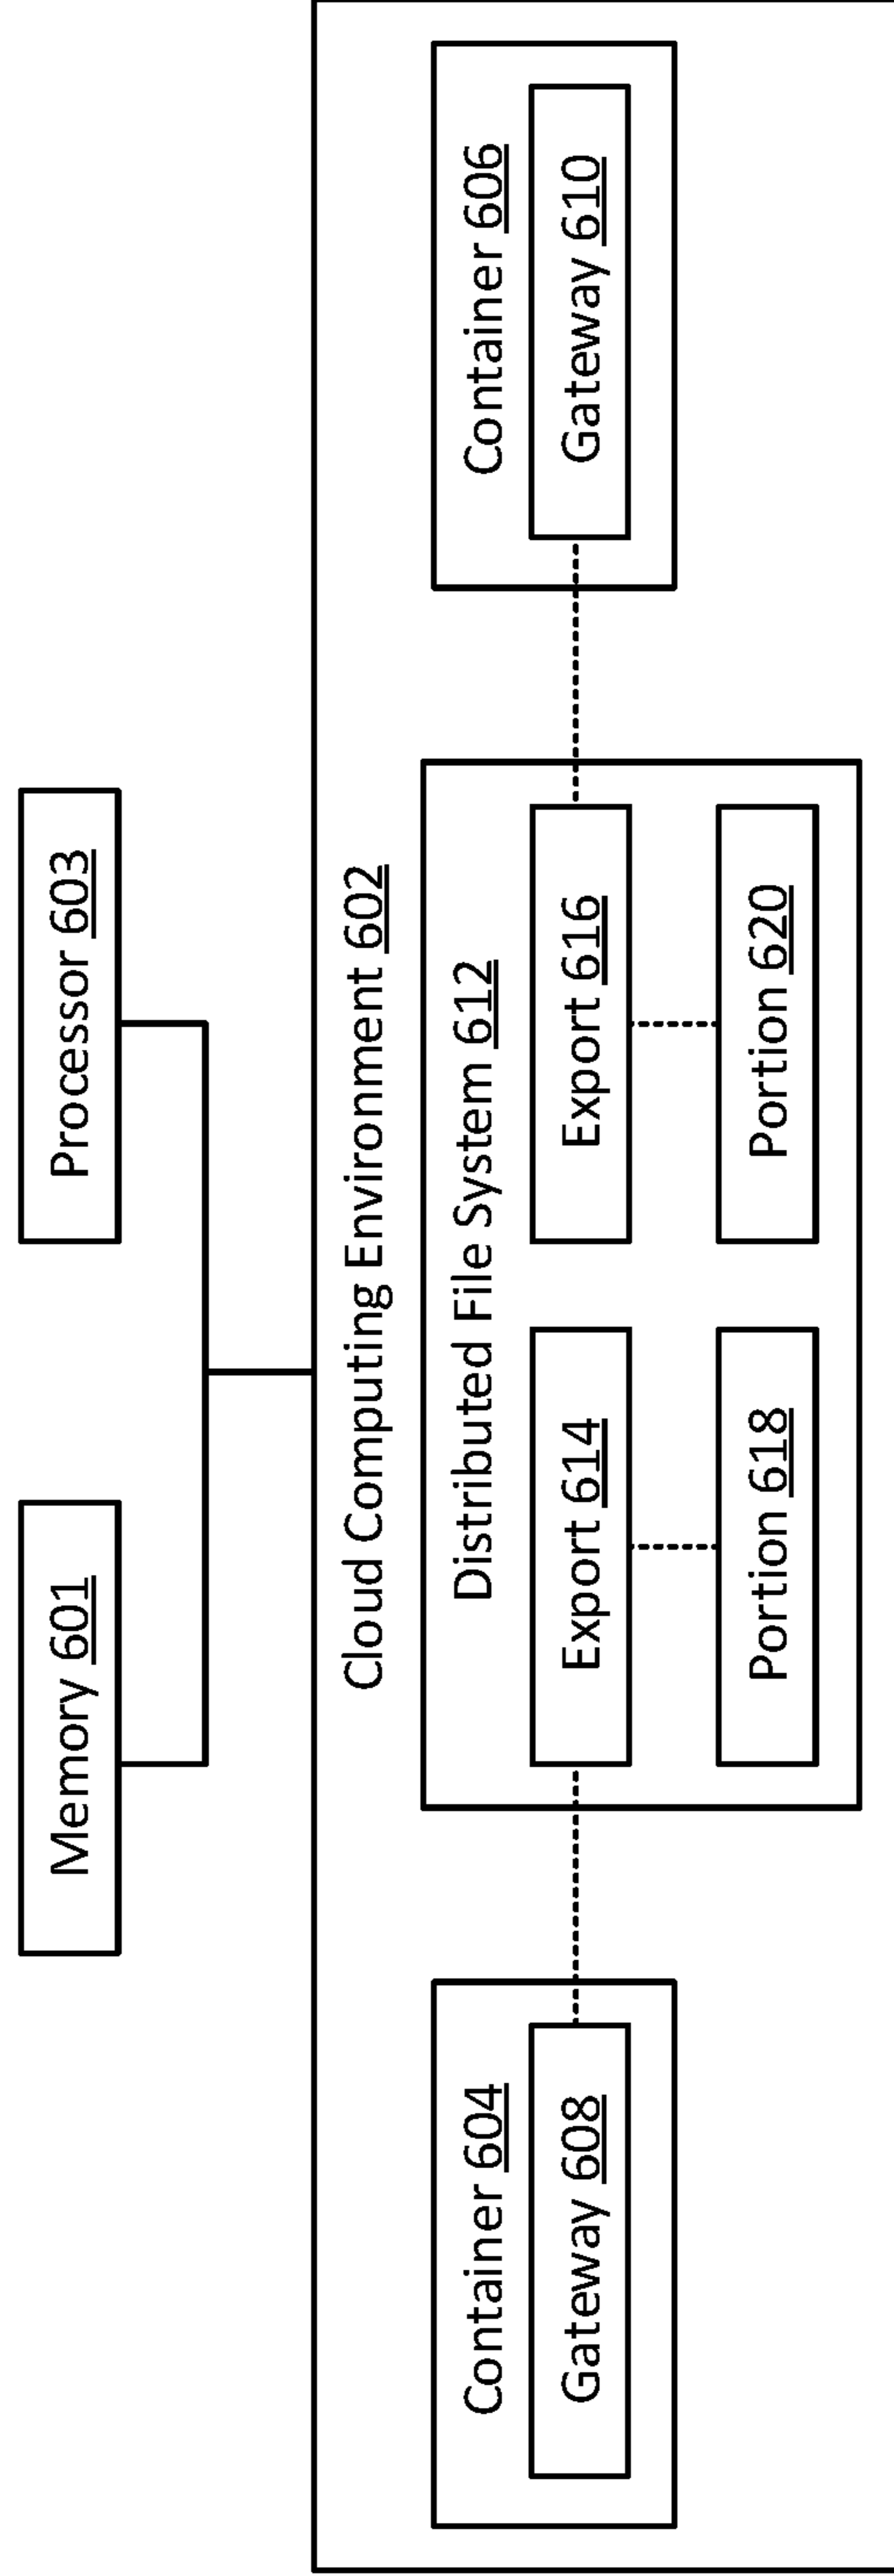 Memory 601
Processor 603
Cloud Computing Environment 602
Container 604
Gateway 608
Distributed File System 612
Export 614
Export 616
Portion 618
Portion 620
Container 606
Gateway 610